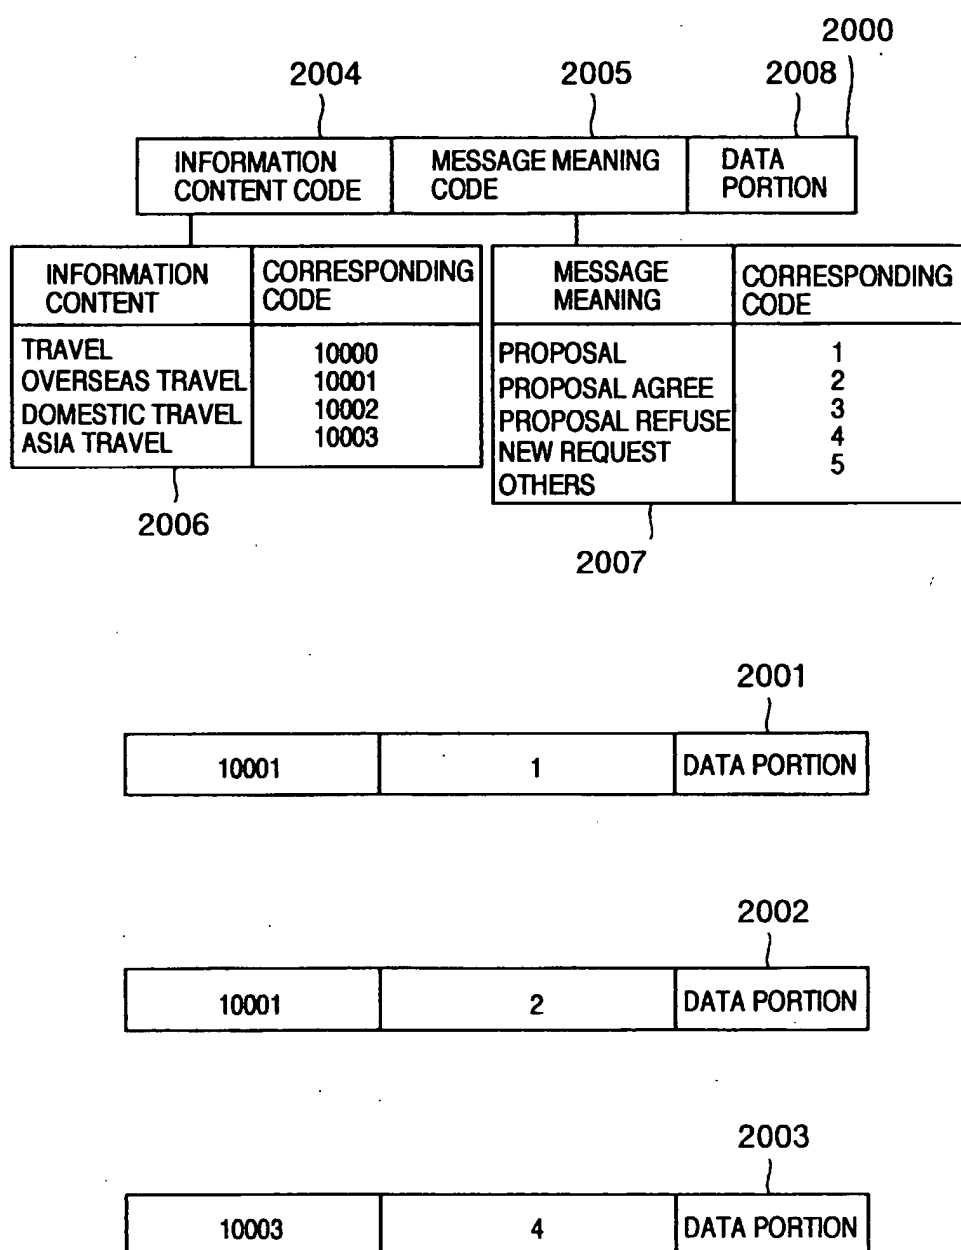 2000
2004 2005 2008
INFORMATION CONTENT CODE MESSAGE MEANING CODE DATA PORTION
INFORMATION CONTENT CORRESPONDING CODE
TRAVEL 10000
OVERSEAS TRAVEL 10001
DOMESTIC TRAVEL 10002
ASIA TRAVEL 10003
2006
MESSAGE MEANING CORRESPONDING CODE
PROPOSAL 1
PROPOSAL AGREE 2
PROPOSAL REFUSE 3
NEW REQUEST 4
OTHERS 5
2007
2001
10001 1 DATA PORTION
2002
10001 2 DATA PORTION
2003
10003 4 DATA PORTION